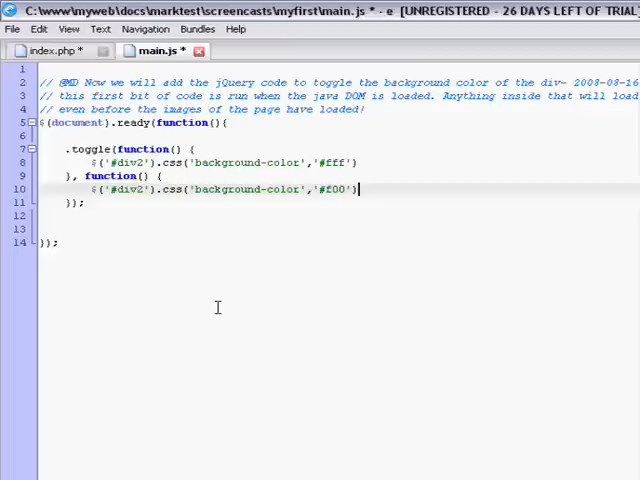 C:\www\myweb\docs\marktest\screencasts\myfirst\main.js * - e [UNREGISTERED - 26 DAYS LEFT OF TRIAL
File Edit View Text Navigation Bundles Help
index.php * main.js *
1
2 // @MD Now we will add the jQuery code to toggle the background color of the div- 2008-08-16
3 // this first bit of code is run when the java DOM is loaded. Anything inside that will load
4 // even before the images of the page have loaded!
5 $(document).ready(function(){
6
7 .toggle(function() {
8 $('#div2').css('background-color','#fff')
9 }, function() {
10 $('#div2').css('background-color','#f00')
11 });
12
13
14 });